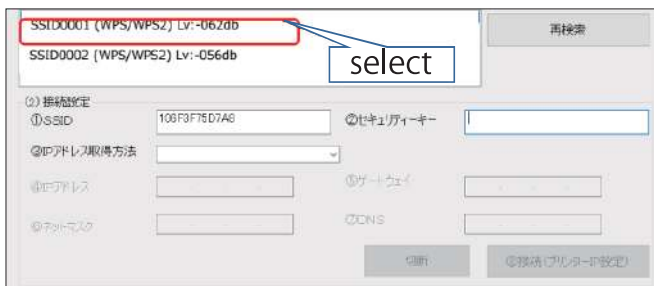 SSID0001 (WPS/WPS2) Lv:-062db
再検索
SSID0002 (WPS/WPS2) Lv:-056db
select
(2) 接続設定
①SSID
106F3F75D7A8
②セキュリティーキー
③IPアドレス取得方法
④IPアドレス
⑤ゲートウェイ
⑥ネットマスク
⑦DNS
切断
⑧接続(プリンターIP設定)